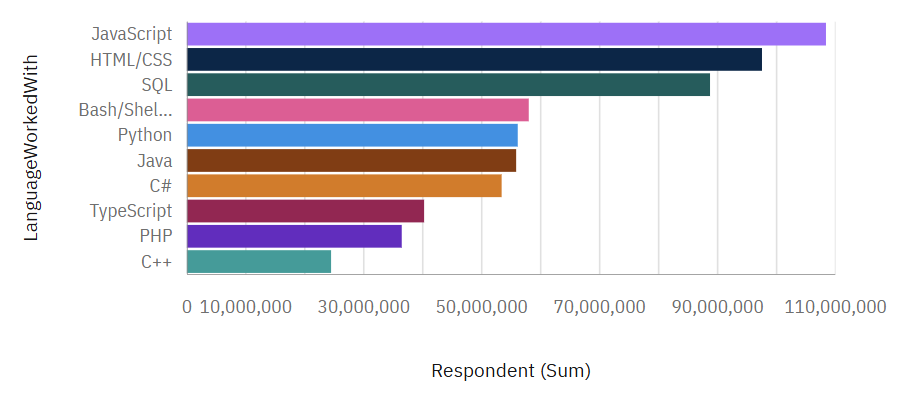 LanguageWorkedWith
JavaScript
HTML/CSS
SQL
Bash/Shel...
Python
Java
C#
TypeScript
PHP
C++
0 10,000,000 30,000,000 50,000,000 70,000,000 90,000,000 110,000,000
Respondent (Sum)